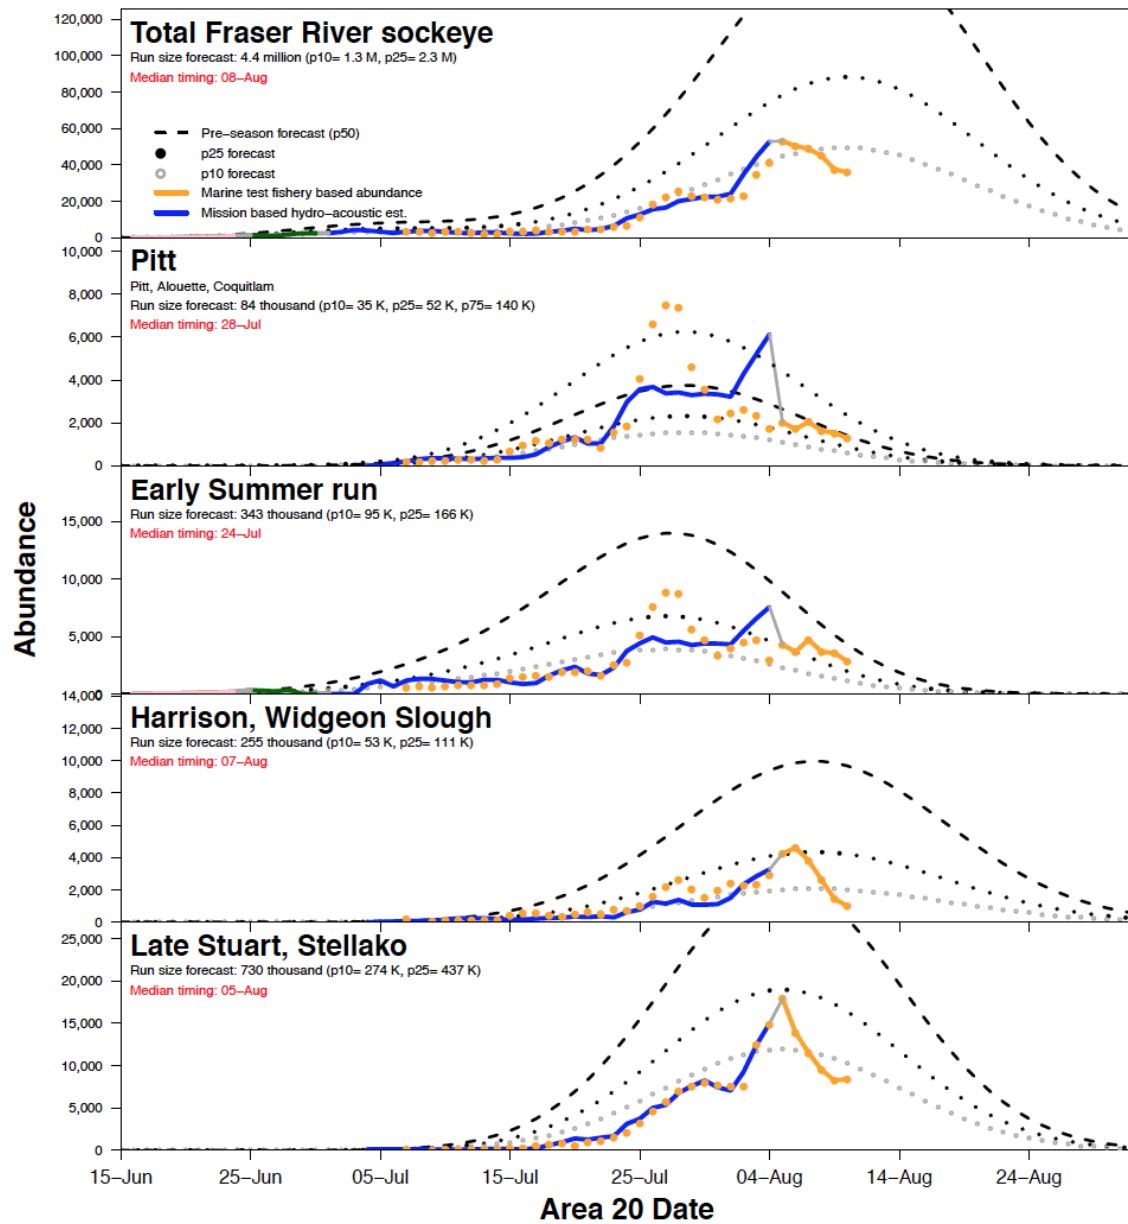 Total Fraser River sockeye
Run size forecast: 4.4 million (p10= 1.3 M, p25= 2.3 M)
Median timing: 08−Aug
Pre−season forecast (p50)
p25 forecast
p10 forecast
Marine test fishery based abundance
Mission based hydro−acoustic est.
120,000
100,000
80,000
60,000
40,000
20,000
0
Pitt
Pitt, Alouette, Coquitlam
Run size forecast: 84 thousand (p10= 35 K, p25= 52 K, p75= 140 K)
Median timing: 28−Jul
10,000
8,000
6,000
4,000
2,000
0
Early Summer run
Run size forecast: 343 thousand (p10= 95 K, p25= 166 K)
Median timing: 24−Jul
15,000
10,000
5,000
Abundance
Harrison, Widgeon Slough
Run size forecast: 255 thousand (p10= 53 K, p25= 111 K)
Median timing: 07−Aug
14,000
12,000
10,000
8,000
6,000
4,000
2,000
0
Late Stuart, Stellako
Run size forecast: 730 thousand (p10= 274 K, p25= 437 K)
Median timing: 05−Aug
25,000
20,000
15,000
10,000
5,000
0
15−Jun 25−Jun 05−Jul 15−Jul 25−Jul 04−Aug 14−Aug 24−Aug
Area 20 Date